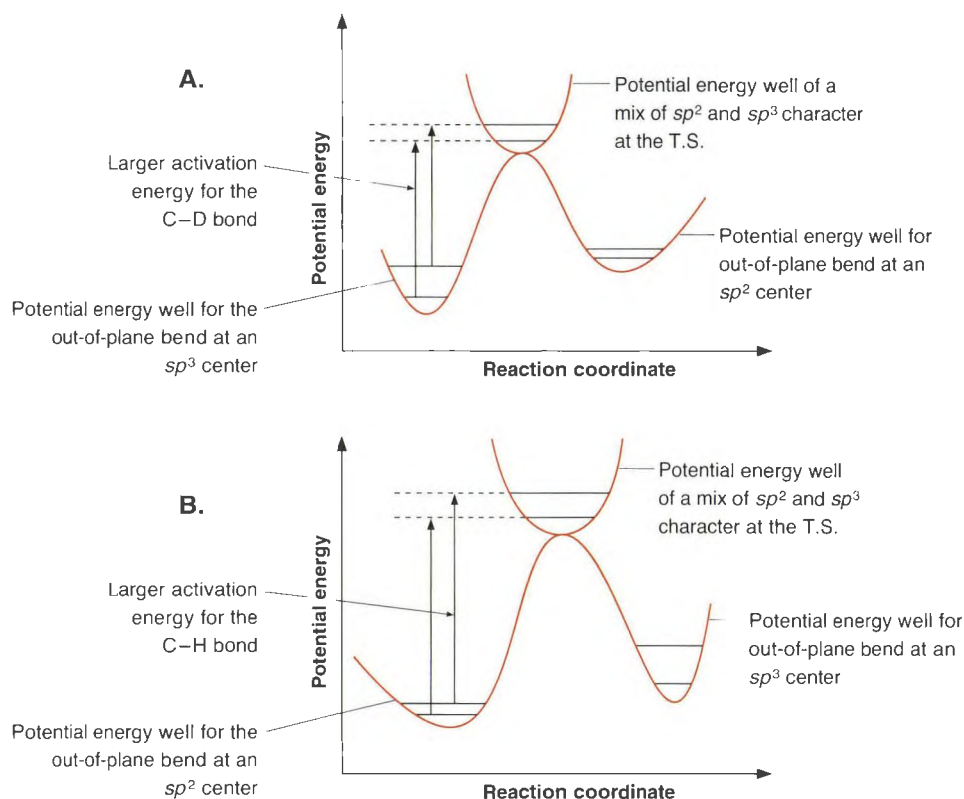 A.
Potential energy
Larger activation
energy for the
C–D bond
Potential energy well for the
out-of-plane bend at an
sp³ center
Potential energy well of a
mix of sp² and sp³ character
at the T.S.
Potential energy well for
out-of-plane bend at an
sp² center
Reaction coordinate
B.
Potential energy
Larger activation
energy for the
C–H bond
Potential energy well for the
out-of-plane bend at an
sp² center
Potential energy well
of a mix of sp² and sp³
character at the T.S.
Potential energy well for
out-of-plane bend at an
sp³ center
Reaction coordinate